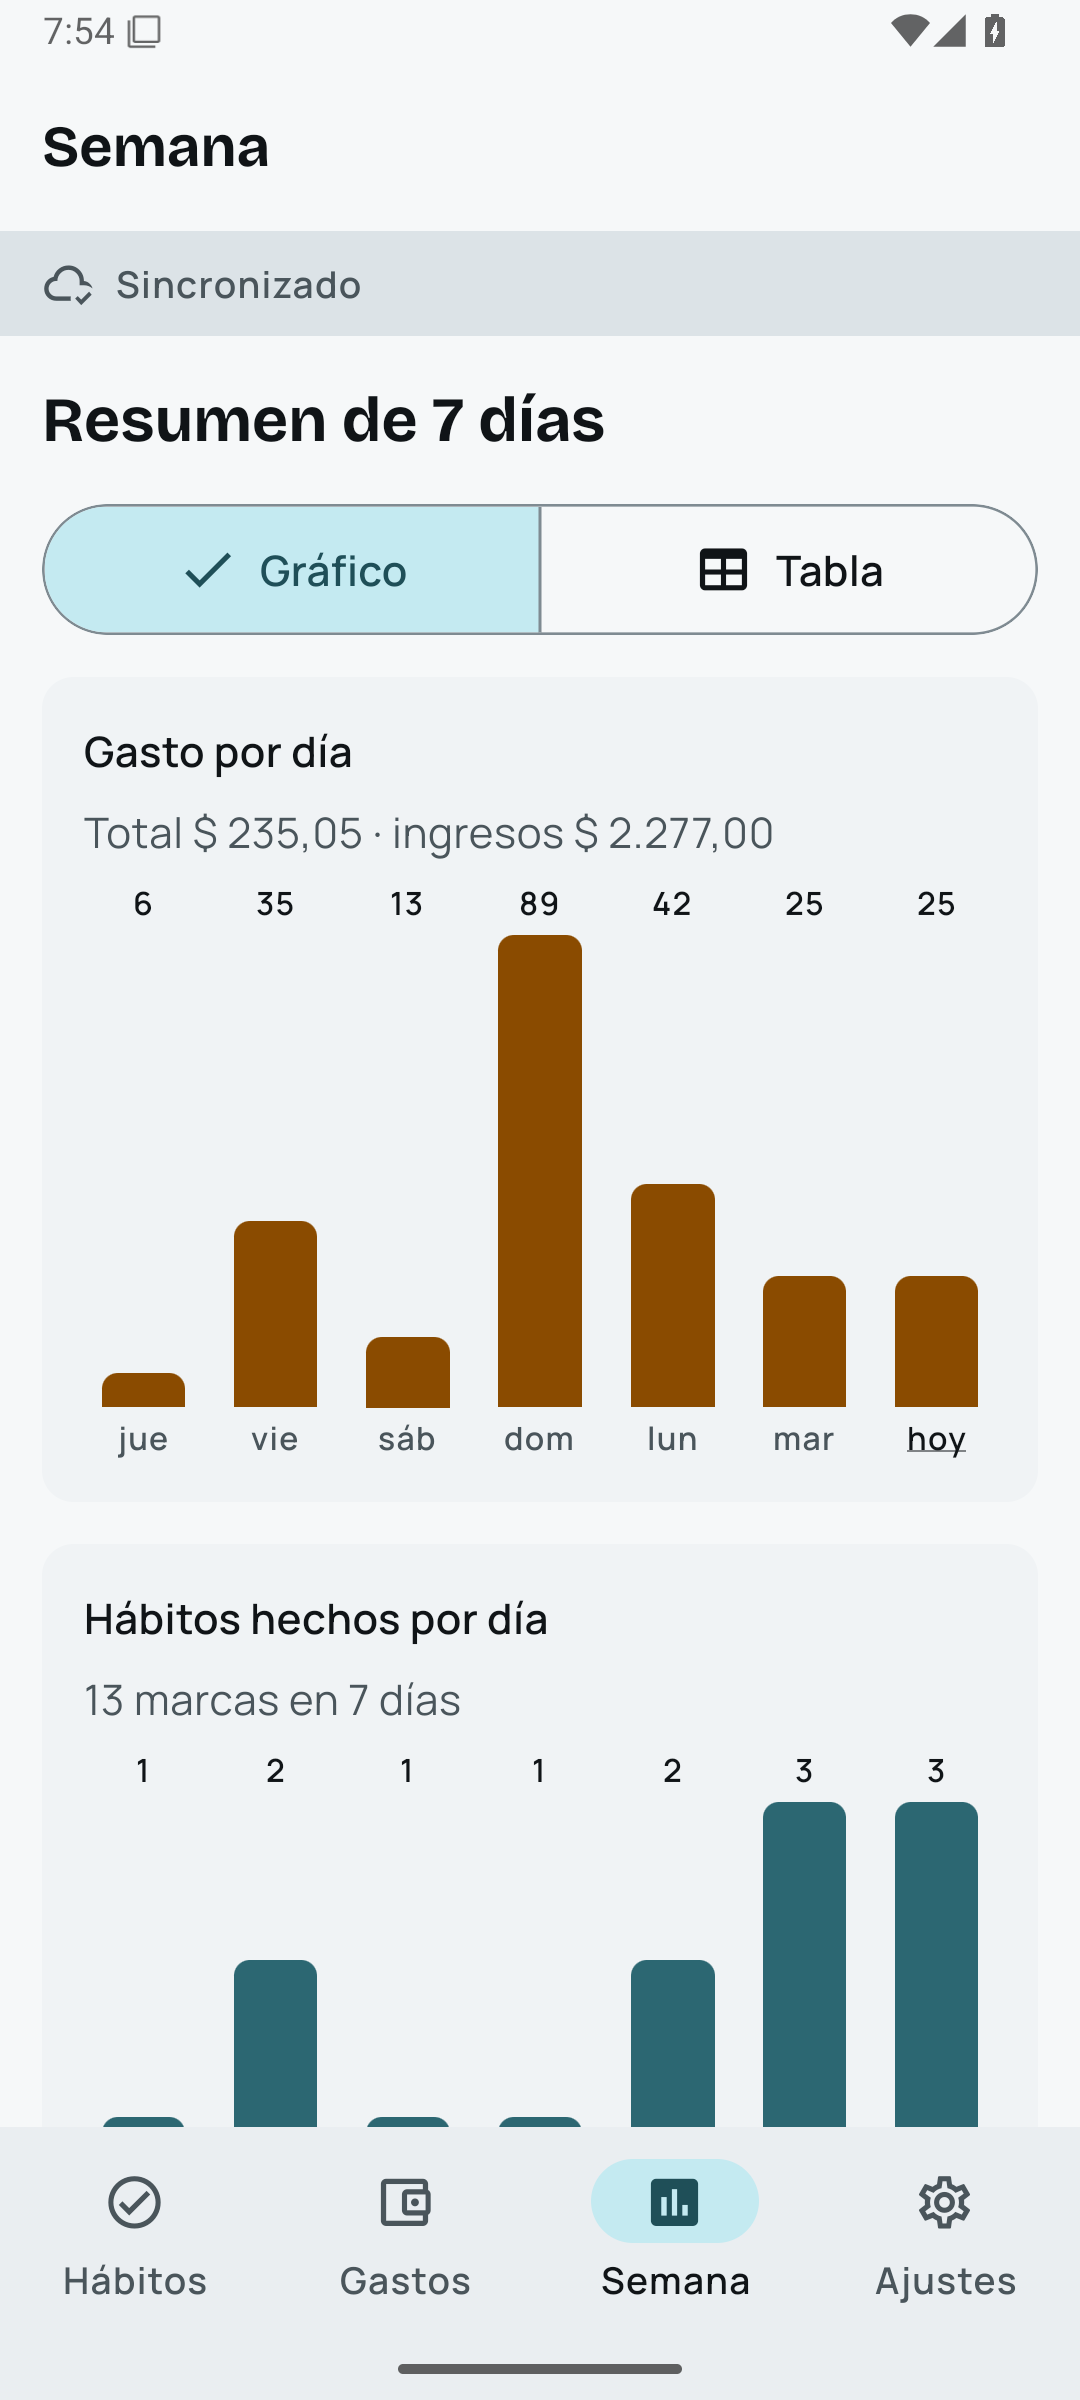 7:54
Semana
Sincronizado
Resumen de 7 días
Gráfico
Tabla
Gasto por día
Total $ 235,05 · ingresos $ 2.277,00
6 35 13 89 42 25 25
jue vie sáb dom lun mar hoy
Hábitos hechos por día
13 marcas en 7 días
1 2 1 1 2 3 3
Hábitos Gastos Semana Ajustes